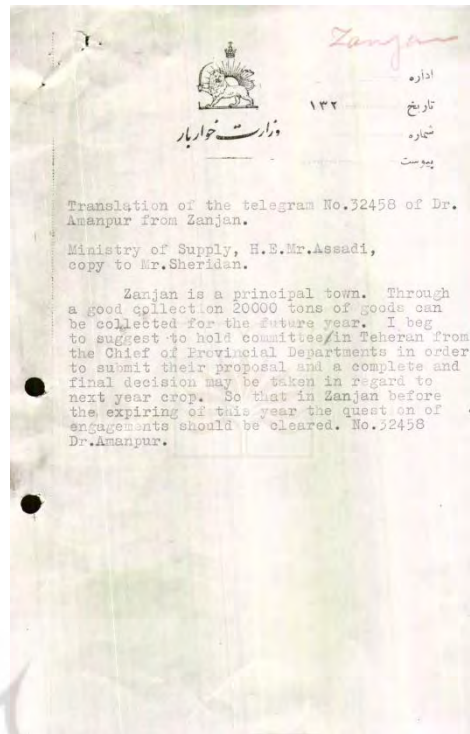 Zanjan
اداره
تاریخ ۱۳۲
شماره
پیوست
وزارت خواربار
Translation of the telegram No.32458 of Dr.
Amanpur from Zanjan.
Ministry of Supply, H.E.Mr.Assadi,
copy to Mr.Sheridan.
Zanjan is a principal town. Through
a good collection 20000 tons of goods can
be collected for the future year. I beg
to suggest to hold committee/in Teheran from
the Chief of Provincial Departments in order
to submit their proposal and a complete and
final decision may be taken in regard to
next year crop. So that in Zanjan before
the expiring of this year the question of
engagements should be cleared. No.32458
Dr.Amanpur.